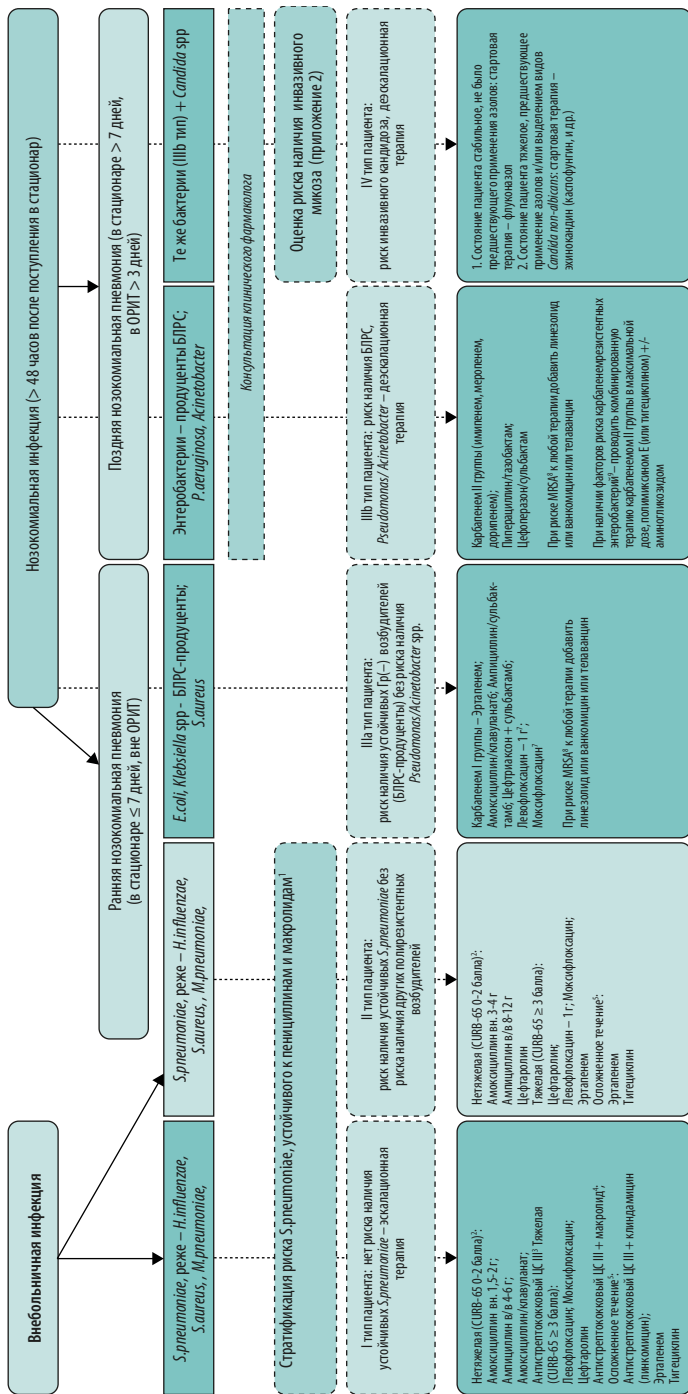 Внебольничная инфекция
Нозокомиальная инфекция (> 48 часов после поступления в стационар)
Ранняя нозокомиальная пневмония
(в стационаре ≤ 7 дней, вне ОРИТ)
Поздняя нозокомиальная пневмония (в стационаре > 7 дней,
в ОРИТ > 3 дней)
S.pneumoniae, реже – H.influenzae,
S.aureus, , M.pneumoniae,
S.pneumoniae, реже – H.influenzae,
S.aureus, , M.pneumoniae,
E.coli, Klebsiella spp - БЛРС-продуценты;
S.aureus
Энтеробактерии – продуценты БЛРС;
P.aeruginosa, Acinetobacter
Те же бактерии (IIIb тип) + Candida spp
Консультация клинического фармаколога
Стратификация риска S.pneumoniae, устойчивого к пенициллинам и макролидам¹
Оценка риска наличия инвазивного
микоза (приложение 2)
I тип пациента: нет риска наличия
устойчивых S.pneumoniae – эскалационная
терапия
II тип пациента:
риск наличия устойчивых S.pneumoniae без
риска наличия других полирезистентных
возбудителей
IIIa тип пациента:
риск наличия устойчивых Гр(–) возбудителей
(БЛРС-продуценты) без риска наличия
Pseudomonas/Acinetobacter spp.
IIIb тип пациента: риск наличия БЛРС,
Pseudomonas/ Acinetobacter – деэскалационная
терапия
IV тип пациента:
риск инвазивного кандидоза, деэскалационная
терапия
Нетяжелая (CURB-65 0-2 балла)²:
Амоксициллин вн. 1,5-2 г;
Ампициллин в/в 4-6 г;
Амоксициллин/клавуланат;
Антистрептококковый ЦС III³ Тяжелая
(CURB-65 ≥ 3 балла):
Левофлоксацин; Моксифлоксацин;
Цефтаролин
Антистрептококковый ЦС III + макролид⁴;
Осложненное течение⁵:
Антистрептококковый ЦС III + клиндамицин
(линкомицин);
Эртапенем
Тигециклин
Нетяжелая (CURB-65 0-2 балла)²:
Амоксициллин вн. 3-4 г
Ампициллин в/в 8-12 г
Цефтаролин
Тяжелая (CURB-65 ≥ 3 балла):
Цефтаролин;
Левофлоксацин – 1 г; Моксифлоксацин;
Эртапенем
Осложненное течение⁵:
Эртапенем
Тигециклин
Карбапенем I группы – Эртапенем;
Амоксициллин/клавуланат6; Ампициллин/сульбак-
там6; Цефтриаксон + сульбактам6;
Левофлоксацин – 1 г⁷;
Моксифлоксацин⁷
При риске MRSA⁸ к любой терапии добавить
линезолид или ванкомицин или телаванцин
Карбапенем II группы (имипенем, меропенем,
дорипенем);
Пиперациллин/тазобактам;
Цефоперазон/сульбактам
При риске MRSA⁸ к любой терапии добавить линезолид
или ванкомицин или телаванцин
При наличии факторов риска карбапенемрезистентных
энтеробактерий⁹ – проводить комбинированную
терапию карбапенемом II группы в максимальной
дозе, полимиксином Е (или тигециклином) +/-
аминогликозидом
1. Состояние пациента стабильное, не было
предшествующего применения азолов: стартовая
терапия – флуконазол
2. Состояние пациента тяжелое, предшествующее
применение азолов и/или выделением видов
Candida non-albicans: стартовая терапия –
эхинокандин (каспофунгин, и др.)